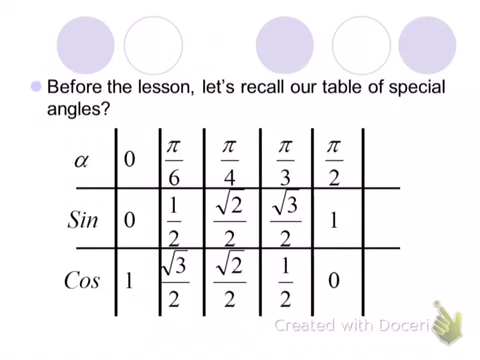 Before the lesson, let's recall our table of special
angles?
α 0 π/6 π/4 π/3 π/2
Sin 0 1/2 √2/2 √3/2 1
Cos 1 √3/2 √2/2 1/2 0
Created with Doceri